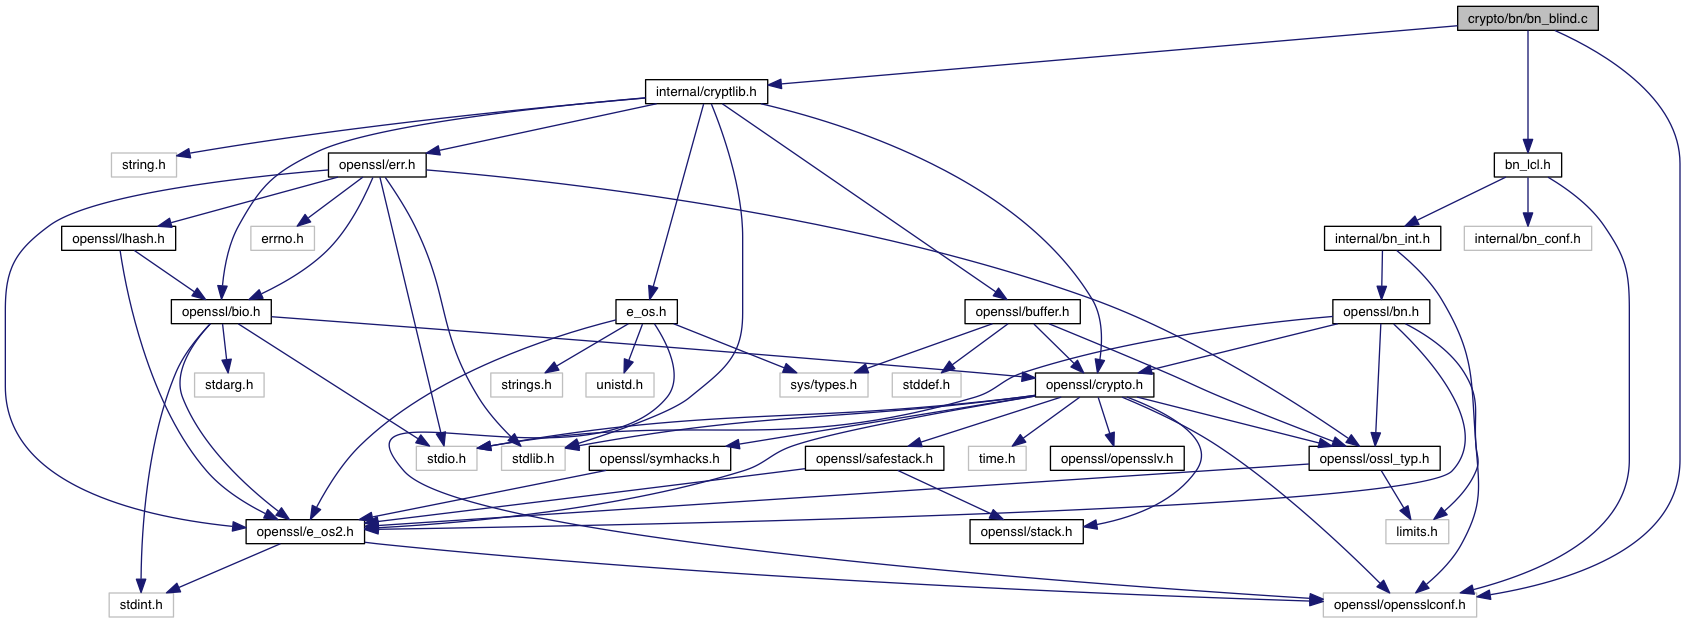 crypto/bn/bn_blind.c
internal/cryptlib.h
string.h
openssl/err.h
bn_lcl.h
openssl/lhash.h
errno.h
internal/bn_int.h
internal/bn_conf.h
openssl/bio.h
e_os.h
openssl/buffer.h
openssl/bn.h
stdarg.h
strings.h
unistd.h
sys/types.h
stddef.h
openssl/crypto.h
stdio.h
stdlib.h
openssl/symhacks.h
openssl/safestack.h
time.h
openssl/opensslv.h
openssl/ossl_typ.h
openssl/e_os2.h
openssl/stack.h
limits.h
stdint.h
openssl/opensslconf.h